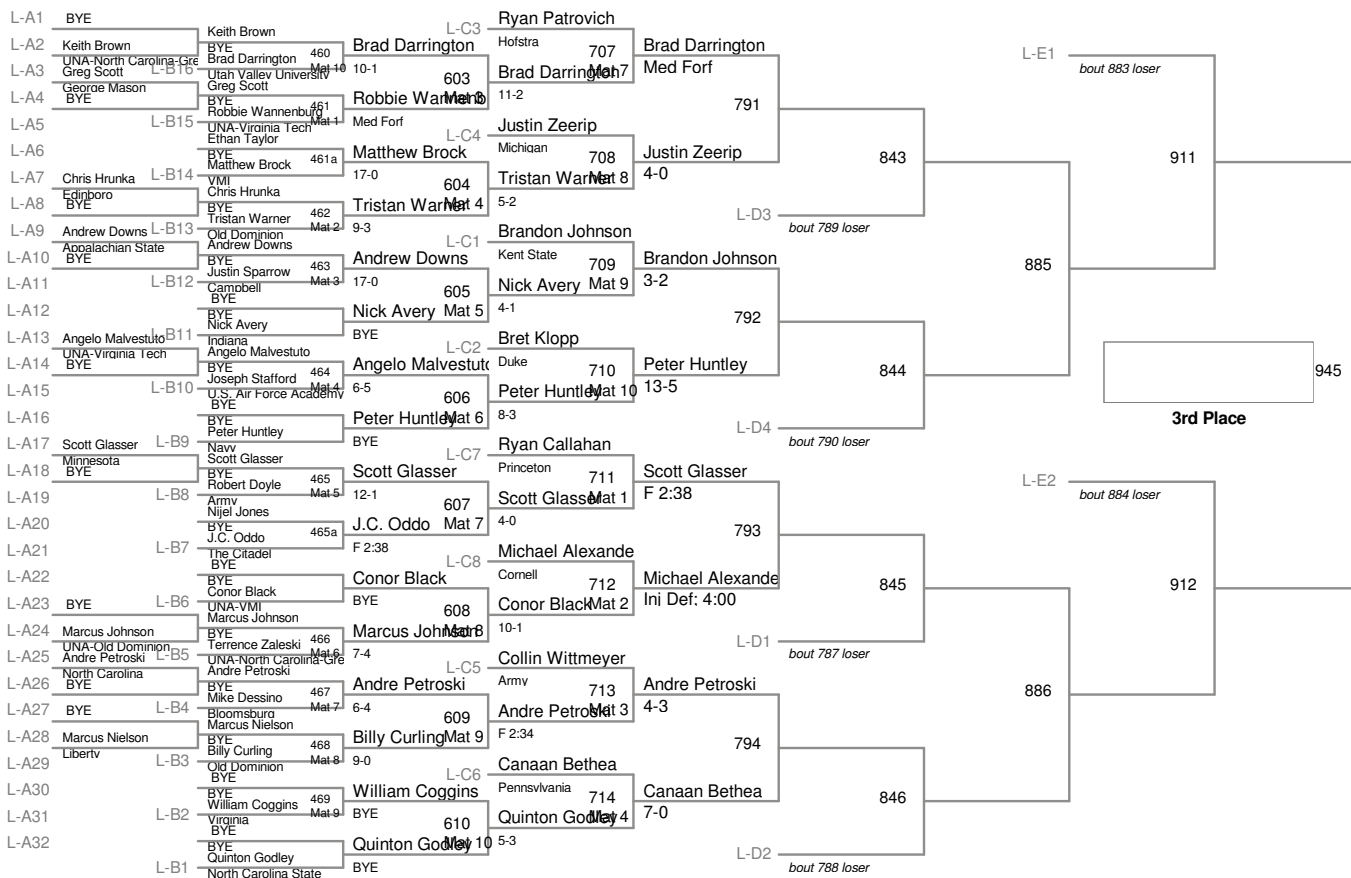 L-A1
L-A2
L-A3
L-A4
L-A5
L-A6
L-A7
L-A8
L-A9
L-A10
L-A11
L-A12
L-A13
L-A14
L-A15
L-A16
L-A17
L-A18
L-A19
L-A20
L-A21
L-A22
L-A23
L-A24
L-A25
L-A26
L-A27
L-A28
L-A29
L-A30
L-A31
L-A32
BYE
Keith Brown
UNA-North Carolina-Gre
Greg Scott
George Mason
BYE
Chris Hrunka
Edinboro
BYE
Andrew Downs
Appalachian State
BYE
Angelo Malvestuto
UNA-Virginia Tech
BYE
Scott Glasser
Minnesota
BYE
BYE
Marcus Johnson
UNA-Old Dominion
Andre Petroski
North Carolina
BYE
BYE
Marcus Nielson
Liberty
L-B16
L-B15
L-B14
L-B13
L-B12
L-B11
L-B10
L-B9
L-B8
L-B7
L-B6
L-B5
L-B4
L-B3
L-B2
L-B1
Keith Brown
BYE
Brad Darrington
Utah Valley University
460
Mat 10
Greg Scott
BYE
Robbie Wannenburg
UNA-Virginia Tech
461
Mat 1
Ethan Taylor
BYE
Matthew Brock
VMI
461a
Chris Hrunka
BYE
Tristan Warner
Old Dominion
462
Mat 2
Andrew Downs
BYE
Justin Sparrow
Campbell
463
Mat 3
BYE
BYE
Nick Avery
Indiana
Angelo Malvestuto
BYE
Joseph Stafford
U.S. Air Force Academy
464
Mat 4
BYE
BYE
Peter Huntley
Navy
Scott Glasser
BYE
Robert Doyle
Army
465
Mat 5
Nijel Jones
BYE
J.C. Oddo
The Citadel
465a
BYE
BYE
Conor Black
UNA-VMI
Marcus Johnson
BYE
Terrence Zaleski
UNA-North Carolina-Gre
466
Mat 6
Andre Petroski
BYE
Mike Dessino
Bloomsburg
467
Mat 7
Marcus Nielson
BYE
Billy Curling
Old Dominion
468
Mat 8
BYE
BYE
William Coggins
Virginia
469
Mat 9
BYE
BYE
Quinton Godley
North Carolina State
Brad Darrington
10-1
603
Mat 3
Robbie Wannenb
Med Forf
Matthew Brock
17-0
604
Mat 4
Tristan Warner
9-3
Andrew Downs
17-0
605
Mat 5
Nick Avery
BYE
Angelo Malvestuto
6-5
606
Mat 6
Peter Huntley
BYE
Scott Glasser
12-1
607
Mat 7
J.C. Oddo
F 2:38
Conor Black
BYE
608
Mat 8
Marcus Johnson
7-4
Andre Petroski
6-4
609
Mat 9
Billy Curling
9-0
William Coggins
BYE
610
Mat 10
Quinton Godley
BYE
L-C3
Ryan Patrovich
Hofstra
707
Mat 7
Brad Darrington
11-2
L-C4
Justin Zeerip
Michigan
708
Mat 8
Tristan Warner
5-2
L-C1
Brandon Johnson
Kent State
709
Mat 9
Nick Avery
4-1
L-C2
Bret Klopp
Duke
710
Mat 10
Peter Huntley
8-3
L-C7
Ryan Callahan
Princeton
711
Mat 1
Scott Glasser
4-0
L-C8
Michael Alexande
Cornell
712
Mat 2
Conor Black
10-1
L-C5
Collin Wittmeyer
Army
713
Mat 3
Andre Petroski
F 2:34
L-C6
Canaan Bethea
Pennsylvania
714
Mat 4
Quinton Godley
5-3
Brad Darrington
Med Forf
791
Justin Zeerip
4-0
L-D3
bout 789 loser
Brandon Johnson
3-2
792
Peter Huntley
13-5
L-D4
bout 790 loser
Scott Glasser
F 2:38
793
Michael Alexande
Inj Def; 4:00
L-D1
bout 787 loser
Andre Petroski
4-3
794
Canaan Bethea
7-0
L-D2
bout 788 loser
843
844
845
846
L-E1
bout 883 loser
885
L-E2
bout 884 loser
886
911
912
945
3rd Place